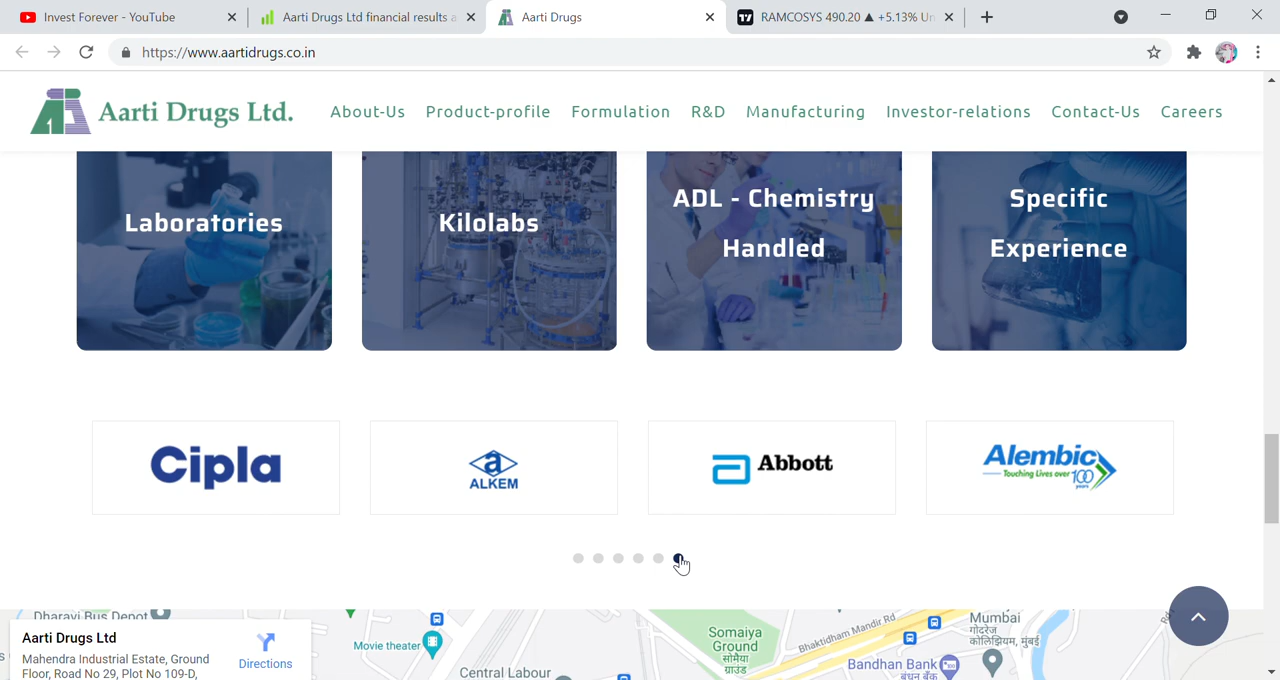 Invest Forever - YouTube
Aarti Drugs Ltd financial results a
Aarti Drugs
RAMCOSYS 490.20 ▲ +5.13% Un
https://www.aartidrugs.co.in
Aarti Drugs Ltd.
About-Us
Product-profile
Formulation
R&D
Manufacturing
Investor-relations
Contact-Us
Careers
Laboratories
Kilolabs
ADL - Chemistry
Handled
Specific
Experience
Cipla
a
ALKEM
a Abbott
Alembic
Touching Lives over 100
years
Dharavi Bus Depot
Aarti Drugs Ltd
Mahendra Industrial Estate, Ground
Floor, Road No 29, Plot No 109-D,
Directions
Movie theater
Central Labour
Somaiya
Ground
सोमैया
ग्राउंड
Bhaktidham Mandir Rd
Bandhan Bank
बंधन बैंक
Mumbai
गोदरेज
कोलिझियम, मुंबई